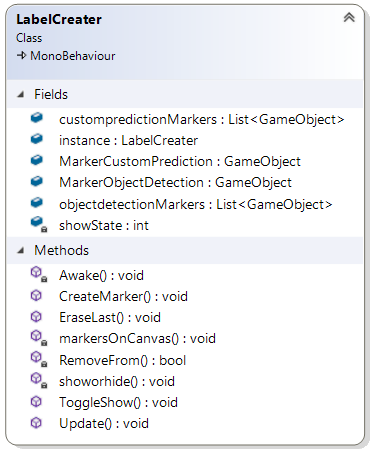 LabelCreater
Class
MonoBehaviour
Fields
custompredictionMarkers : List<GameObject>
instance : LabelCreater
MarkerCustomPrediction : GameObject
MarkerObjectDetection : GameObject
objectdetectionMarkers : List<GameObject>
showState : int
Methods
Awake() : void
CreateMarker() : void
EraseLast() : void
markersOnCanvas() : void
RemoveFrom() : bool
showorhide() : void
ToggleShow() : void
Update() : void